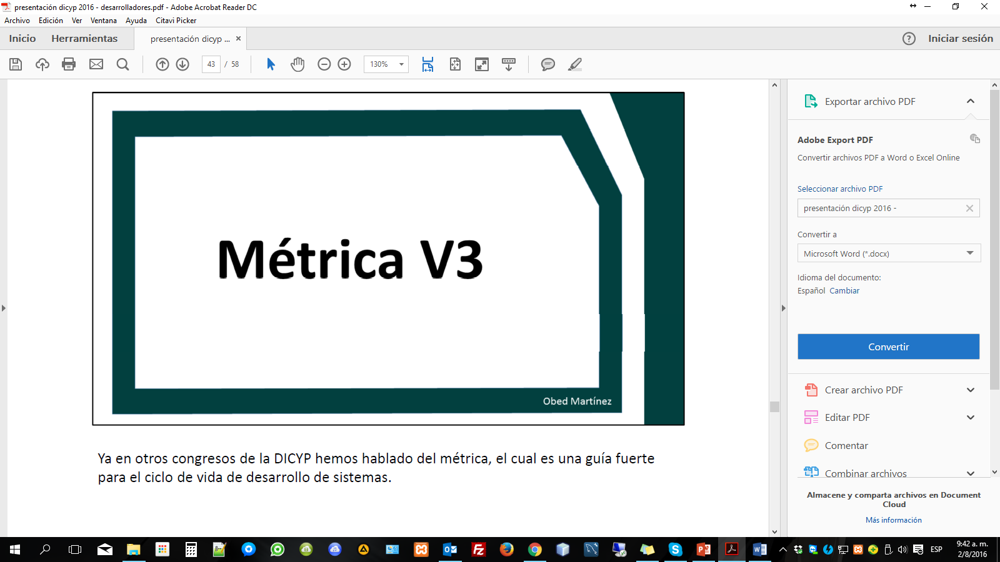 presentación dicyp 2016 - desarrolladores.pdf - Adobe Acrobat Reader DC
Archivo Edición Ver Ventana Ayuda Citavi Picker
Inicio Herramientas presentación dicyp ... Iniciar sesión
43 / 58 130%
Métrica V3
Obed Martínez
Ya en otros congresos de la DICYP hemos hablado del métrica, el cual es una guía fuerte
para el ciclo de vida de desarrollo de sistemas.
Exportar archivo PDF
Adobe Export PDF
Convertir archivos PDF a Word o Excel Online
Seleccionar archivo PDF
presentación dicyp 2016 -
Convertir a
Microsoft Word (*.docx)
Idioma del documento:
Español Cambiar
Convertir
Crear archivo PDF
Editar PDF
Comentar
Combinar archivos
Almacene y comparta archivos en Document
Cloud
Más información
ESP
9:42 a. m.
2/8/2016